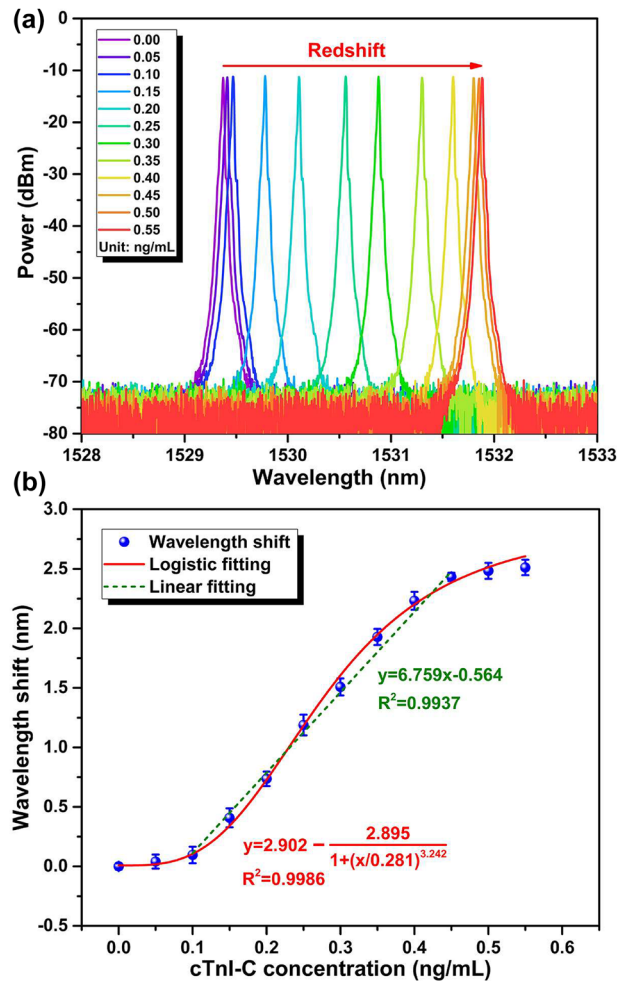 (a)
0
-10
-20
-30
-40
-50
-60
-70
-80
Power (dBm)
0.00
0.05
0.10
0.15
0.20
0.25
0.30
0.35
0.40
0.45
0.50
0.55
Unit: ng/mL
Redshift
1528 1529 1530 1531 1532 1533
Wavelength (nm)
(b)
3.0
2.5
2.0
1.5
1.0
0.5
0.0
-0.5
Wavelength shift (nm)
Wavelength shift
Logistic fitting
Linear fitting
y=6.759x-0.564
R²=0.9937
y=2.902 − 2.895
1+(x/0.281)^3.242
R²=0.9986
0.0 0.1 0.2 0.3 0.4 0.5 0.6
cTnI-C concentration (ng/mL)